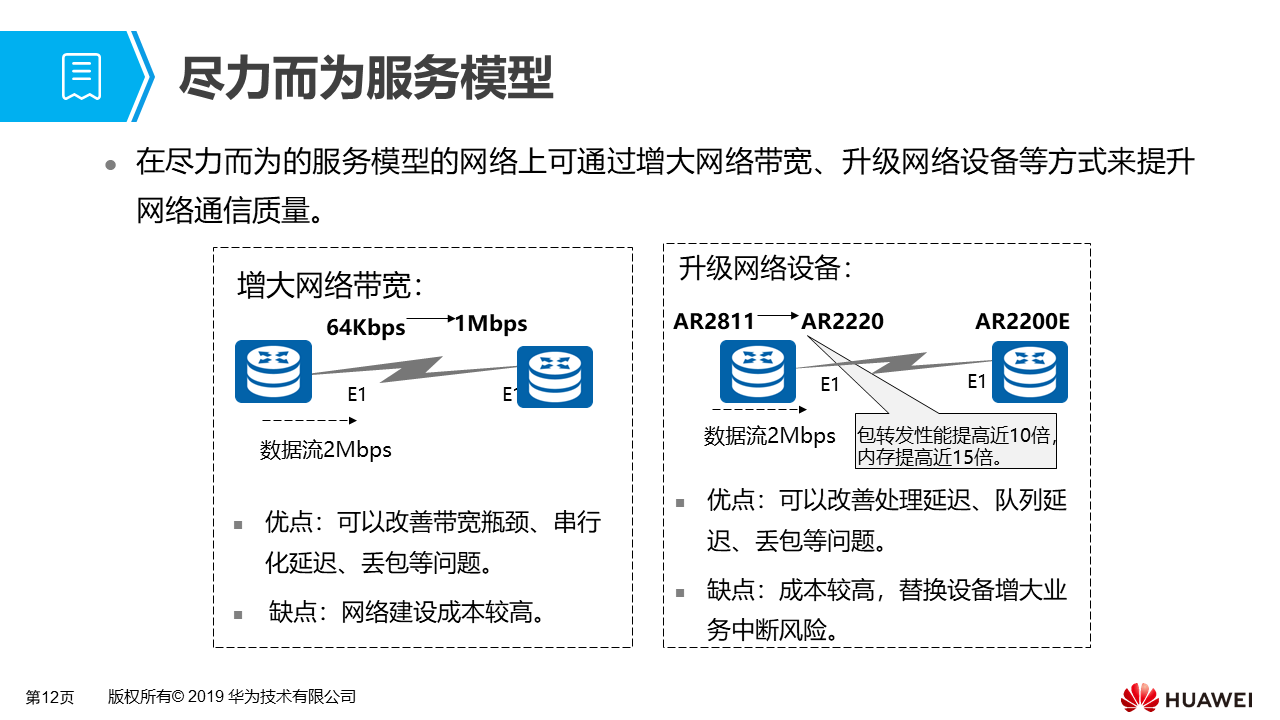 尽力而为服务模型
在尽力而为的服务模型的网络上可通过增大网络带宽、升级网络设备等方式来提升
网络通信质量。
增大网络带宽：
64Kbps
1Mbps
E1
E1
数据流2Mbps
优点：可以改善带宽瓶颈、串行
化延迟、丢包等问题。
缺点：网络建设成本较高。
升级网络设备：
AR2811
AR2220
AR2200E
E1
E1
数据流2Mbps
包转发性能提高近10倍，
内存提高近15倍。
优点：可以改善处理延迟、队列延
迟、丢包等问题。
缺点：成本较高，替换设备增大业
务中断风险。
第12页
版权所有© 2019 华为技术有限公司
HUAWEI